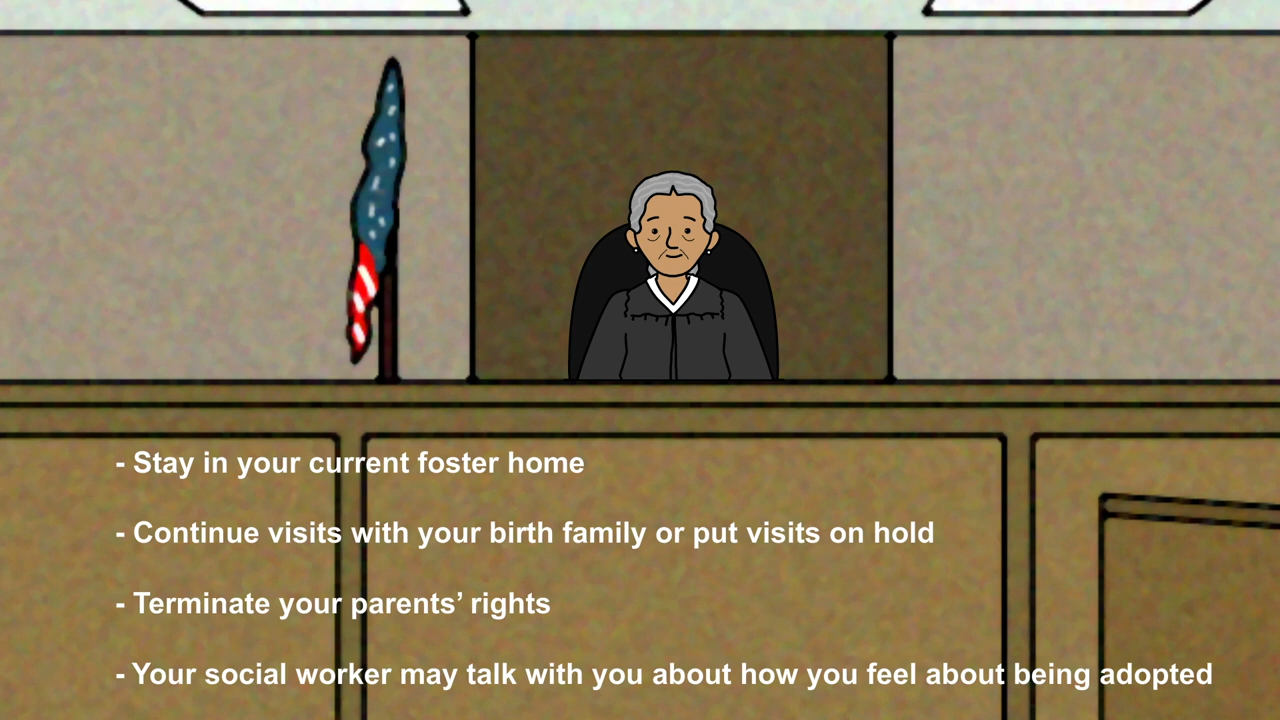 - Stay in your current foster home
- Continue visits with your birth family or put visits on hold
- Terminate your parents’ rights
- Your social worker may talk with you about how you feel about being adopted